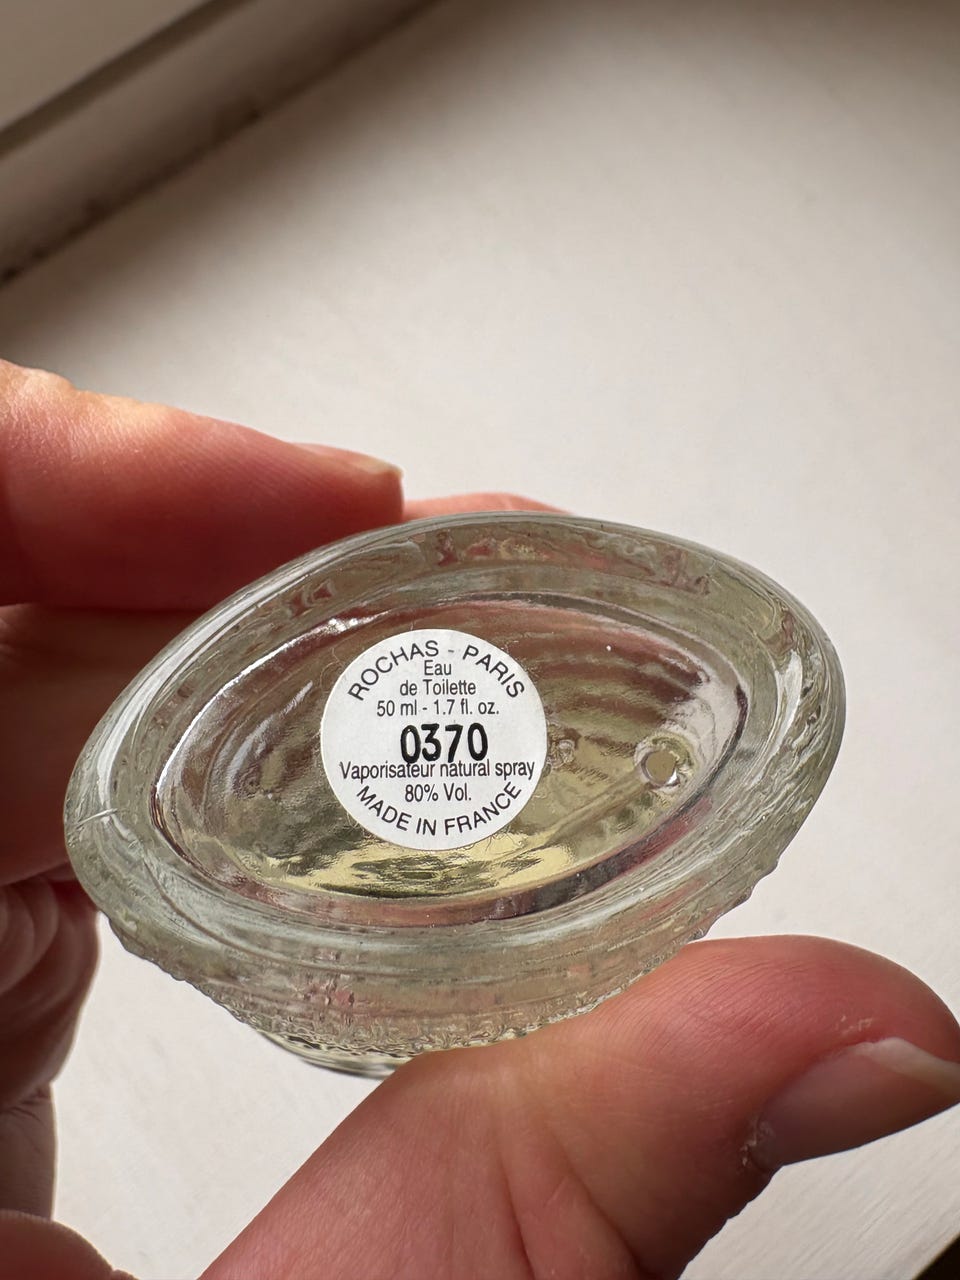 ROCHAS - PARIS
Eau
de Toilette
50 ml - 1.7 fl. oz.
0370
Vaporisateur natural spray
80% Vol.
MADE IN FRANCE